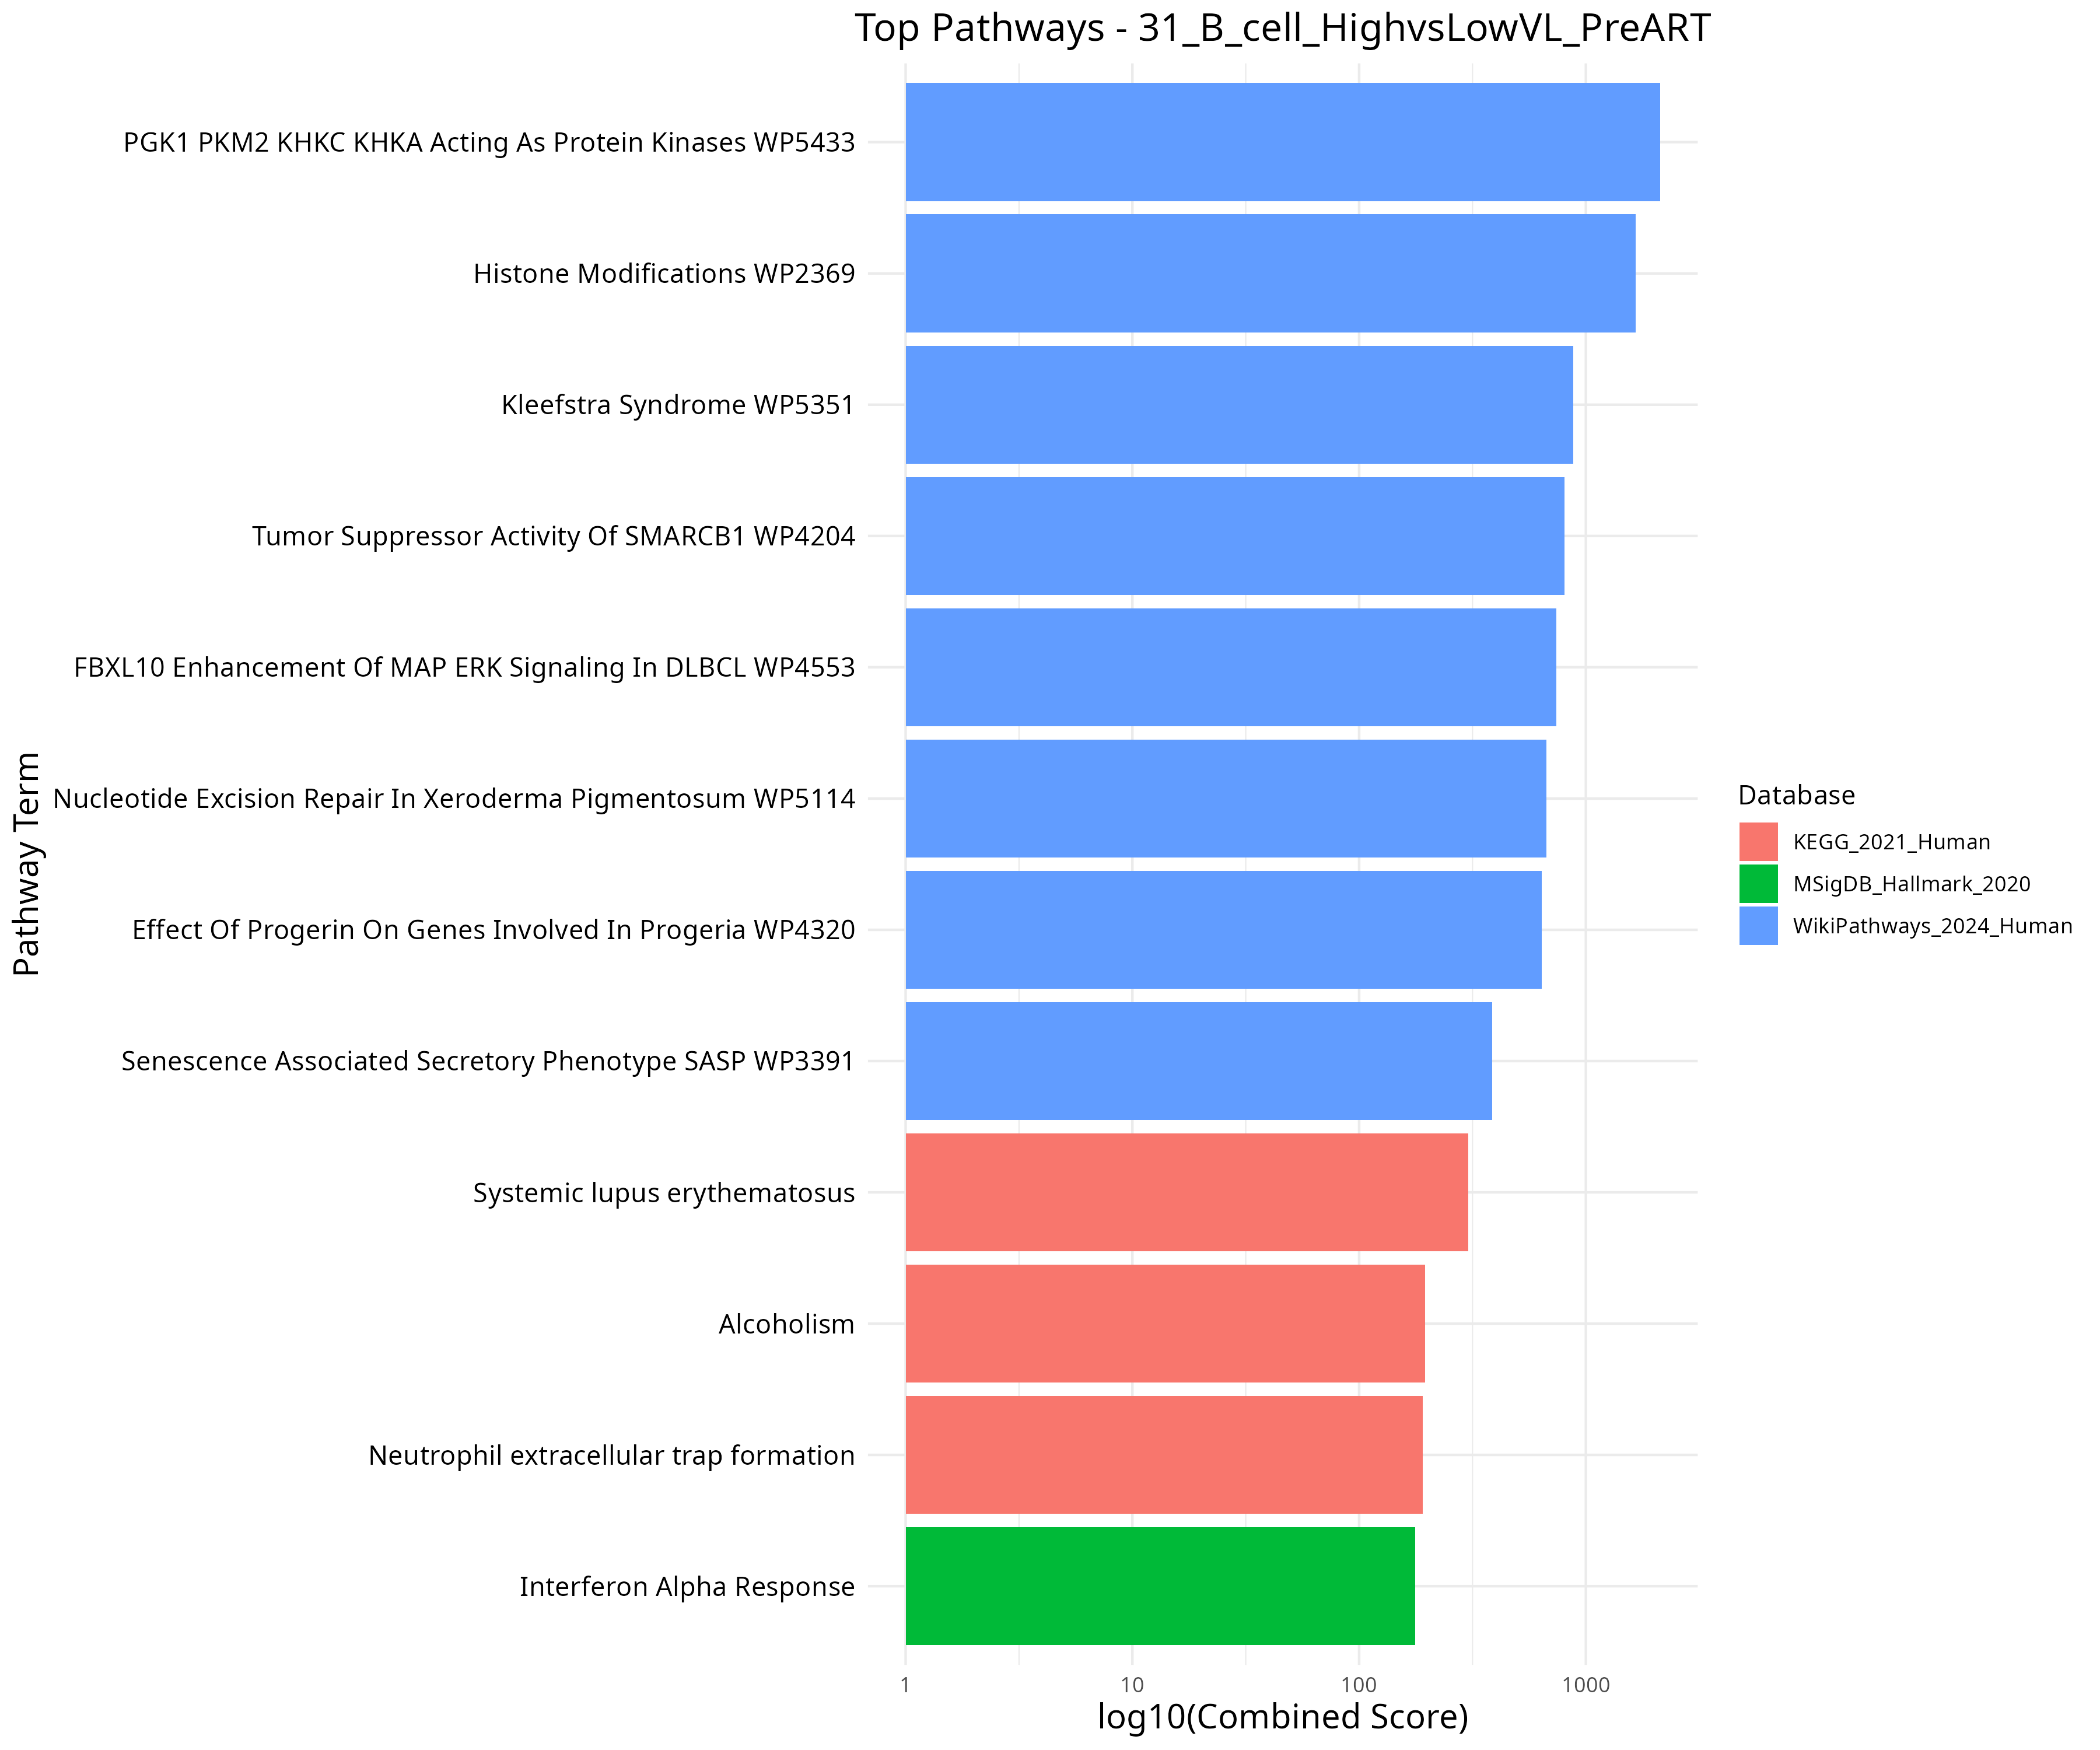 Top Pathways - 31_B_cell_HighvsLowVL_PreART
Pathway Term
PGK1 PKM2 KHKC KHKA Acting As Protein Kinases WP5433
Histone Modifications WP2369
Kleefstra Syndrome WP5351
Tumor Suppressor Activity Of SMARCB1 WP4204
FBXL10 Enhancement Of MAP ERK Signaling In DLBCL WP4553
Nucleotide Excision Repair In Xeroderma Pigmentosum WP5114
Effect Of Progerin On Genes Involved In Progeria WP4320
Senescence Associated Secretory Phenotype SASP WP3391
Systemic lupus erythematosus
Alcoholism
Neutrophil extracellular trap formation
Interferon Alpha Response
1 10 100 1000
log10(Combined Score)
Database
KEGG_2021_Human
MSigDB_Hallmark_2020
WikiPathways_2024_Human